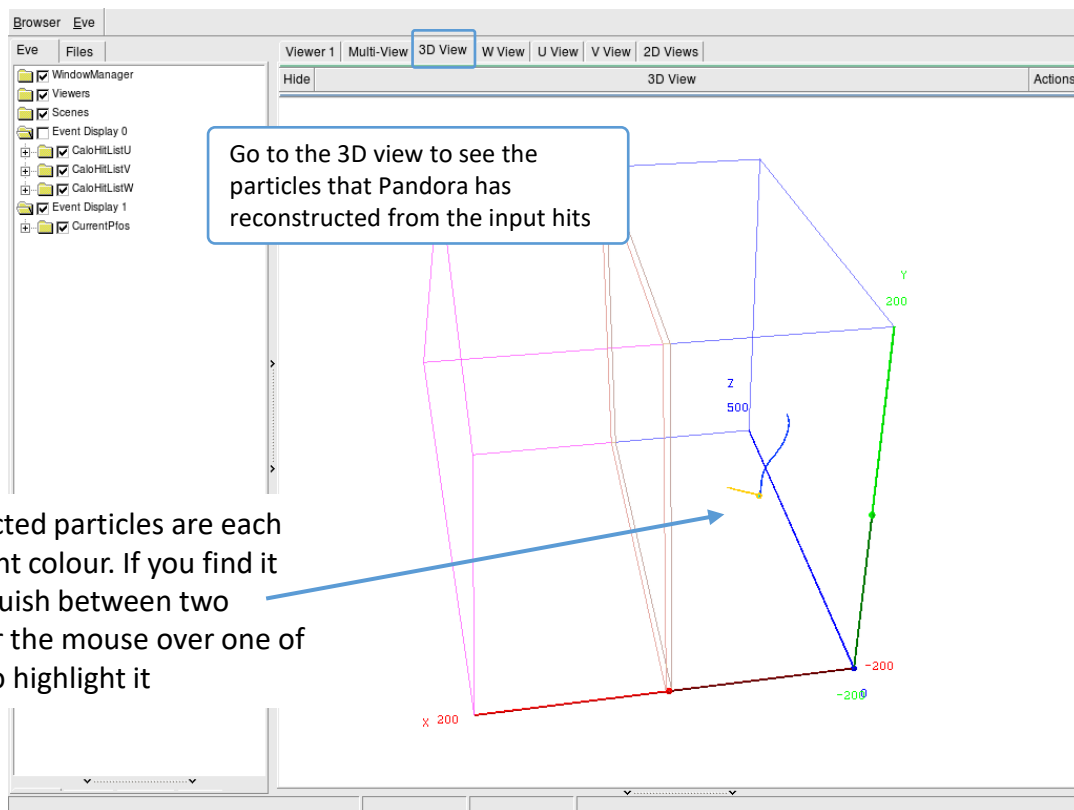 Browser Eve
Eve Files
WindowManager
Viewers
Scenes
Event Display 0
CaloHitListU
CaloHitListV
CaloHitListW
Event Display 1
CurrentPfos
Viewer 1 Multi-View 3D View W View U View V View 2D Views
Hide 3D View Actions
Go to the 3D view to see the
particles that Pandora has
reconstructed from the input hits
Y
200
Z
500
cted particles are each
nt colour. If you find it
uish between two
r the mouse over one of
o highlight it
-200
-200
0
X 200